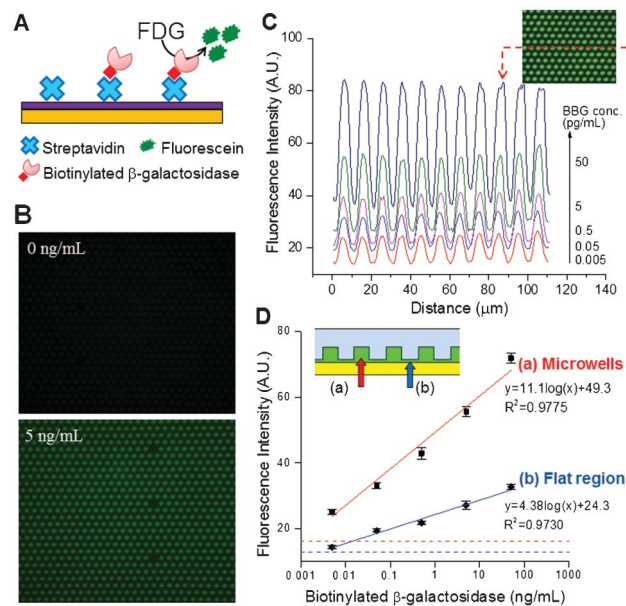 A
FDG
Fluorescein
Streptavidin
Fluorescein
Biotinylated β-galactosidase
B
0 ng/mL
5 ng/mL
C
Fluorescence Intensity (A.U.)
100
80
60
40
20
0 20 40 60 80 100 120 140
Distance (μm)
BBG conc.
(pg/mL)
50
5
0.5
0.05
0.005
D
Fluorescence Intensity (A.U.)
80
60
40
20
0.001 0.01 0.1 1 10 100 1000
Biotinylated β-galactosidase (ng/mL)
(a) (b)
(a) Microwells
y=11.1log(x)+49.3
R²=0.9775
(b) Flat region
y=4.38log(x)+24.3
R²=0.9730